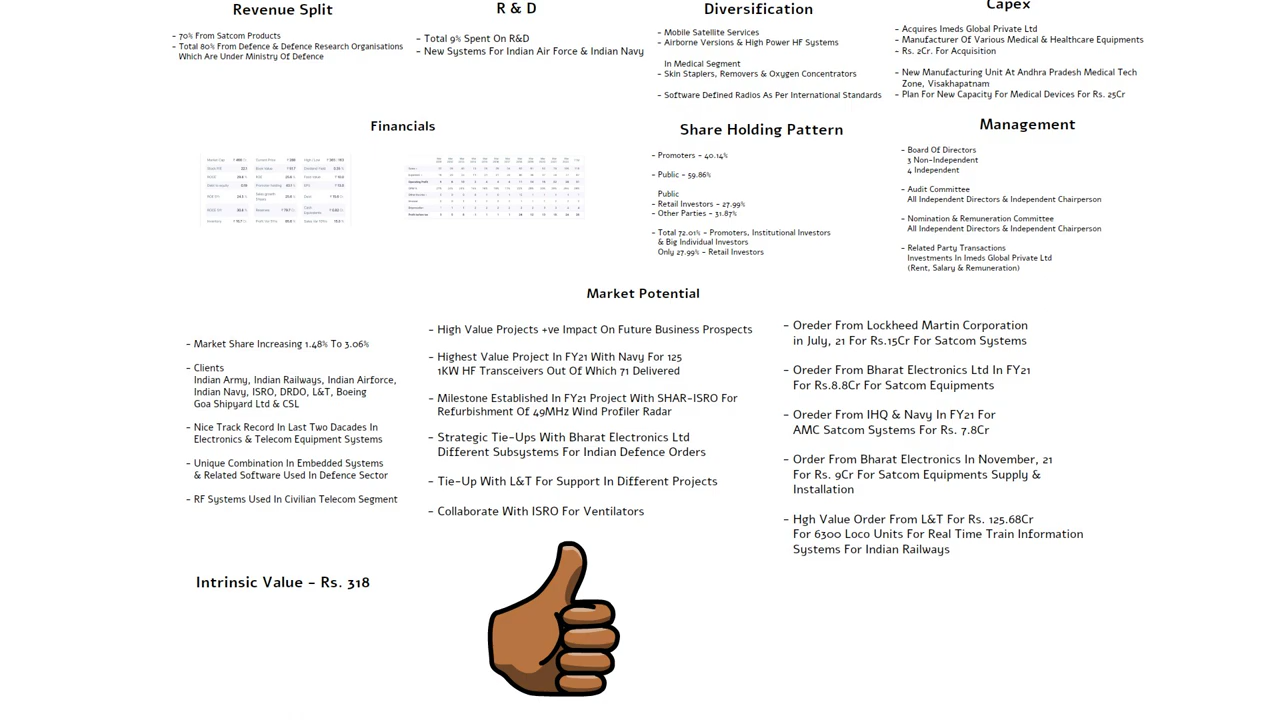 Revenue Split
- 70% From Satcom Products
- Total 80% From Defence & Defence Research Organisations
Which Are Under Ministry Of Defence
R & D
- Total 9% Spent On R&D
- New Systems For Indian Air Force & Indian Navy
Diversification
- Mobile Satellite Services
- Airborne Versions & High Power HF Systems
In Medical Segment
- Skin Staplers, Removers & Oxygen Concentrators
- Software Defined Radios As Per International Standards
Capex
- Acquires Imeds Global Private Ltd
- Manufacturer Of Various Medical & Healthcare Equipments
- Rs. 2Cr. For Acquisition
- New Manufacturing Unit At Andhra Pradesh Medical Tech
Zone, Visakhapatnam
- Plan For New Capacity For Medical Devices For Rs. 25Cr
Financials
Share Holding Pattern
- Promoters - 40.14%
- Public - 59.86%
Public
- Retail Investors - 27.99%
- Other Parties - 31.87%
- Total 72.01% - Promoters, Institutional Investors
& Big Individual Investors
Only 27.99% - Retail Investors
Management
- Board Of Directors
3 Non-Independent
4 Independent
- Audit Committee
All Independent Directors & Independent Chairperson
- Nomination & Remuneration Committee
All Independent Directors & Independent Chairperson
- Related Party Transactions
Investments In Imeds Global Private Ltd
(Rent, Salary & Remuneration)
Market Potential
- Market Share Increasing 1.48% To 3.06%
- Clients
Indian Army, Indian Railways, Indian Airforce,
Indian Navy, ISRO, DRDO, L&T, Boeing
Goa Shipyard Ltd & CSL
- Nice Track Record In Last Two Dacades In
Electronics & Telecom Equipment Systems
- Unique Combination In Embedded Systems
& Related Software Used In Defence Sector
- RF Systems Used In Civilian Telecom Segment
- High Value Projects +ve Impact On Future Business Prospects
- Highest Value Project In FY21 With Navy For 125
1KW HF Transceivers Out Of Which 71 Delivered
- Milestone Established In FY21 Project With SHAR-ISRO For
Refurbishment Of 49MHz Wind Profiler Radar
- Strategic Tie-Ups With Bharat Electronics Ltd
Different Subsystems For Indian Defence Orders
- Tie-Up With L&T For Support In Different Projects
- Collaborate With ISRO For Ventilators
- Oreder From Lockheed Martin Corporation
in July, 21 For Rs.15Cr For Satcom Systems
- Oreder From Bharat Electronics Ltd In FY21
For Rs.8.8Cr For Satcom Equipments
- Oreder From IHQ & Navy In FY21 For
AMC Satcom Systems For Rs. 7.8Cr
- Order From Bharat Electronics In November, 21
For Rs. 9Cr For Satcom Equipments Supply &
Installation
- Hgh Value Order From L&T For Rs. 125.68Cr
For 6300 Loco Units For Real Time Train Information
Systems For Indian Railways
Intrinsic Value - Rs. 318